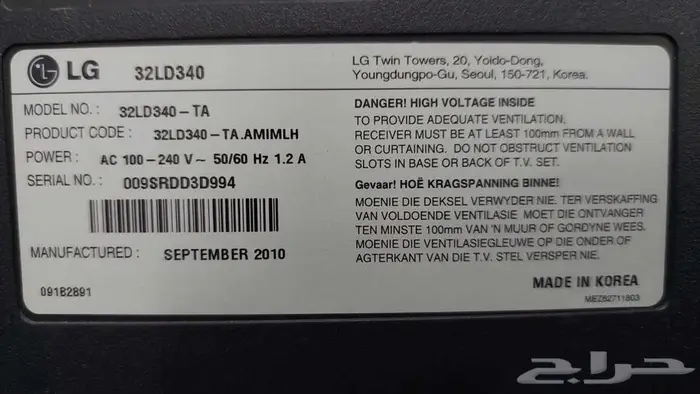 LG 32LD340
LG Twin Towers, 20, Yoido-Dong,
Youngdungpo-Gu, Seoul, 150-721, Korea.
MODEL NO. : 32LD340-TA
PRODUCT CODE : 32LD340-TA.AMIMLH
POWER : AC 100-240 V~ 50/60 Hz 1.2 A
SERIAL NO. : 009SRDD3D994
MANUFACTURED : SEPTEMBER 2010
09182891
DANGER! HIGH VOLTAGE INSIDE
TO PROVIDE ADEQUATE VENTILATION,
RECEIVER MUST BE AT LEAST 100mm FROM A WALL
OR CURTAINING. DO NOT OBSTRUCT VENTILATION
SLOTS IN BASE OR BACK OF T.V. SET.
Gevaar! HOË KRAGSPANNING BINNE!
MOENIE DIE DEKSEL VERWYDER NIE. TER VERSKAFFING
VAN VOLDOENDE VENTILASIE MOET DIE ONTVANGER
TEN MINSTE 100mm VAN 'N MUUR OF GORDYNE WEES.
MOENIE DIE VENTILASIEGLEUWE OP DIE ONDER OF
AGTERKANT VAN DIE T.V. STEL VERSPER NIE.
MADE IN KOREA
MEZ62711803
حراج